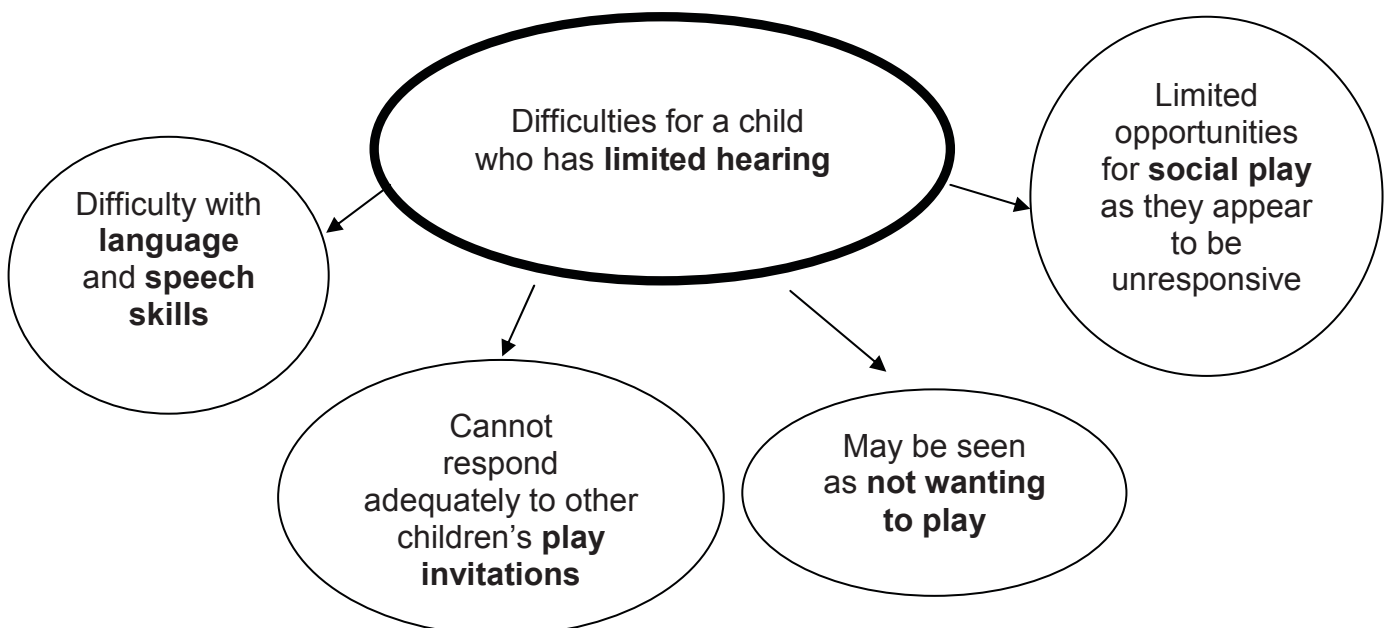 Difficulties for a child
who has limited hearing
Difficulty with
language
and speech
skills
Cannot
respond
adequately to other
children’s play
invitations
May be seen
as not wanting
to play
Limited
opportunities
for social play
as they appear
to be
unresponsive